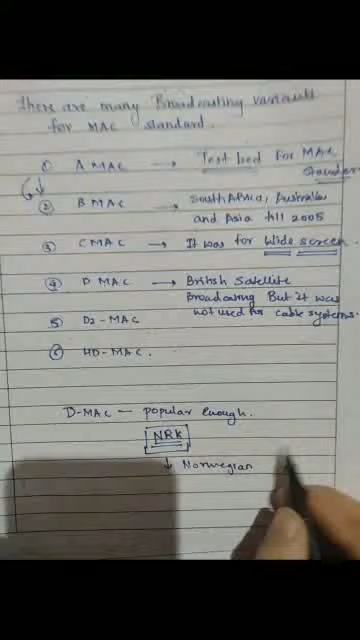 There are many Broadcasting variants
for MAC standard.
① A MAC → Test bed for MAC
Standar
② B MAC → South Africa, Australia
and Asia till 2005
③ C MAC → It was for wide screen.
④ D MAC → British Satellite
Broadcating But it was
not used for cable systems.
⑤ D2-MAC
⑥ HD-MAC.
D-MAC — popular enough.
NRK
↓ Norwegian